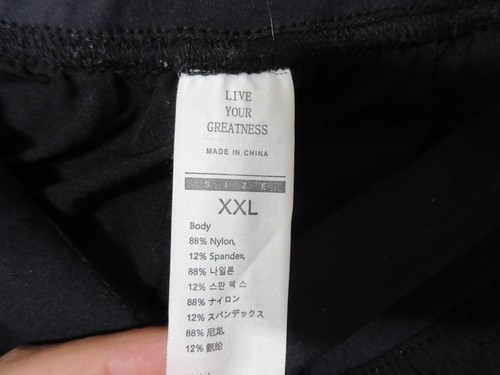 LIVE
YOUR
GREATNESS
MADE IN CHINA
SIZE
XXL
Body
88% Nylon,
12% Spandex,
88% 나일론
12% 스판 덱 스
88% ナイロン
12% スパンデックス
88% 尼龙,
12% 氨纶